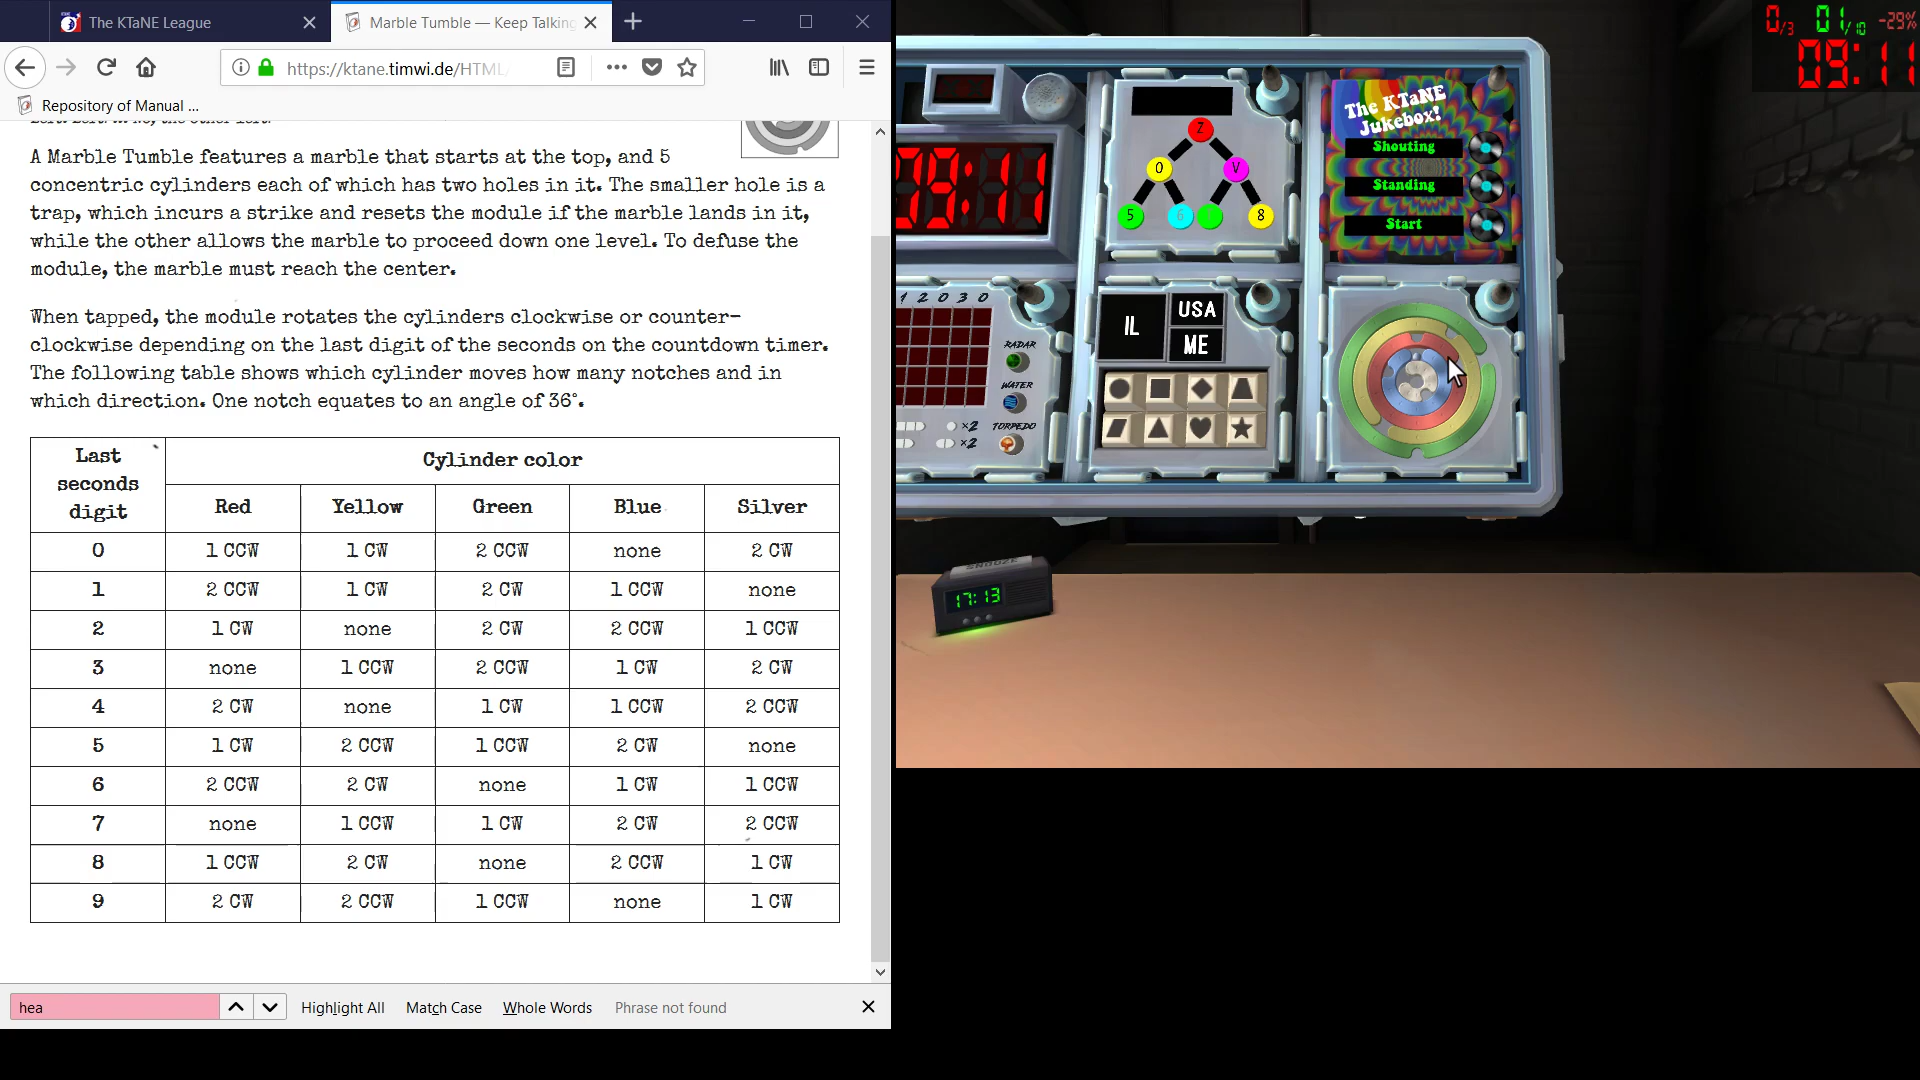 The KTaNE League
Marble Tumble — Keep Talking
https://ktane.timwi.de/HTML/
Repository of Manual ...
A Marble Tumble features a marble that starts at the top, and 5
concentric cylinders each of which has two holes in it. The smaller hole is a
trap, which incurs a strike and resets the module if the marble lands in it,
while the other allows the marble to proceed down one level. To defuse the
module, the marble must reach the center.
When tapped, the module rotates the cylinders clockwise or counter-
clockwise depending on the last digit of the seconds on the countdown timer.
The following table shows which cylinder moves how many notches and in
which direction. One notch equates to an angle of 36°.
Last seconds digit Cylinder color
Red Yellow Green Blue Silver
0 1 CCW 1 CW 2 CCW none 2 CW
1 2 CCW 1 CW 2 CW 1 CCW none
2 1 CW none 2 CW 2 CCW 1 CCW
3 none 1 CCW 2 CCW 1 CW 2 CW
4 2 CW none 1 CW 1 CCW 2 CCW
5 1 CW 2 CCW 1 CCW 2 CW none
6 2 CCW 2 CW none 1 CW 1 CCW
7 none 1 CCW 1 CW 2 CW 2 CCW
8 1 CCW 2 CW none 2 CCW 1 CW
9 2 CW 2 CCW 1 CCW none 1 CW
hea Highlight All Match Case Whole Words Phrase not found
0/3 01/10 -29%
09:11
Z
O V
5 6 8
The KTaNE
Jukebox!
Shouting
Standing
Start
1 2 0 3 0
RADAR
WATER
TORPEDO
×2
×2
IL
USA
ME
SNOOZE
17:13